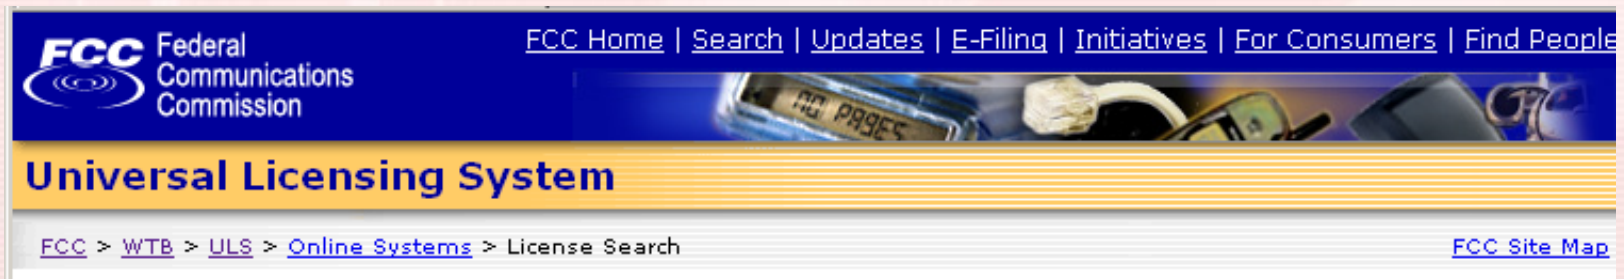 FCC Federal Communications Commission
FCC Home | Search | Updates | E-Filing | Initiatives | For Consumers | Find People
NO PAGES
Universal Licensing System
FCC > WTB > ULS > Online Systems > License Search
FCC Site Map